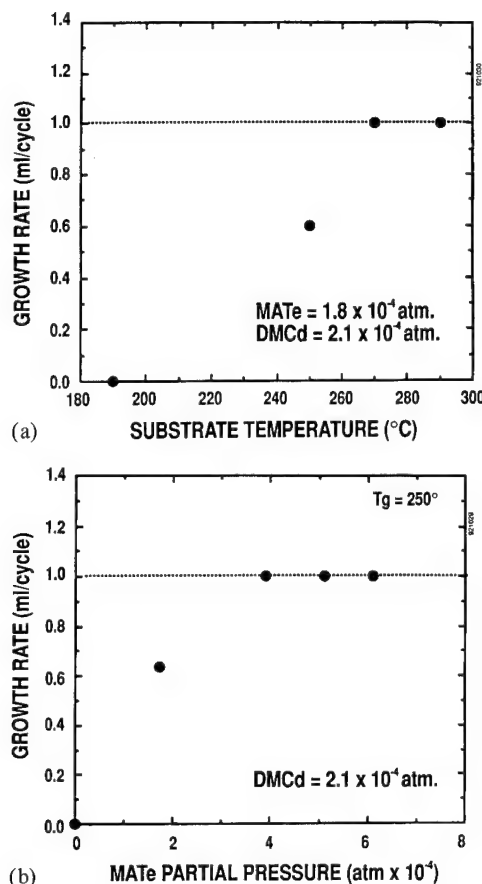 1.4
1.2
1.0
0.8
0.6
0.4
0.2
0.0
GROWTH RATE (ml/cycle)
921030
MATe = 1.8 x 10⁻⁴ atm.
DMCd = 2.1 x 10⁻⁴ atm.
180 200 220 240 260 280 300
(a) SUBSTRATE TEMPERATURE (°C)
1.4
1.2
1.0
0.8
0.6
0.4
0.2
0.0
GROWTH RATE (ml/cycle)
Tg = 250°
921029
DMCd = 2.1 x 10⁻⁴ atm.
0 2 4 6 8
(b) MATe PARTIAL PRESSURE (atm x 10⁻⁴)